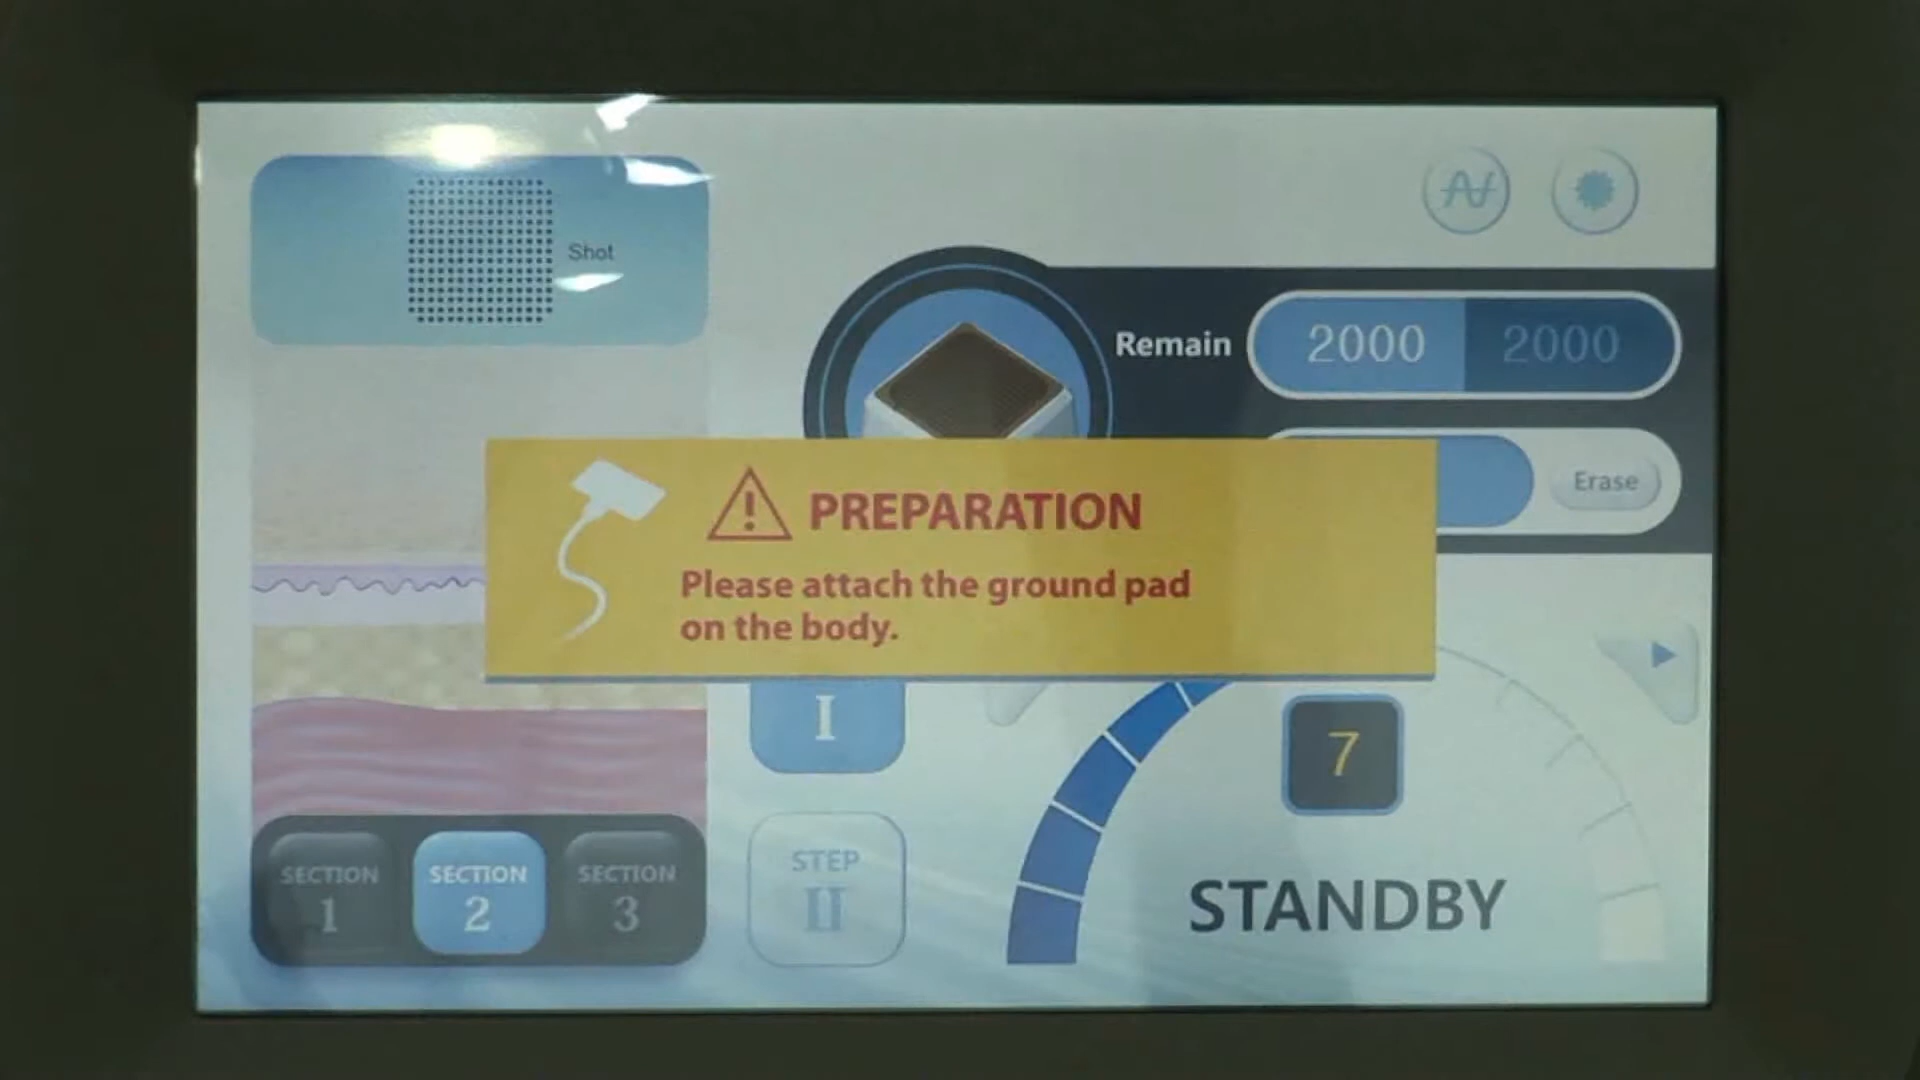 Shot
Remain 2000 2000
Erase
PREPARATION
Please attach the ground pad
on the body.
I
7
STEP
II
SECTION
1
SECTION
2
SECTION
3
STANDBY